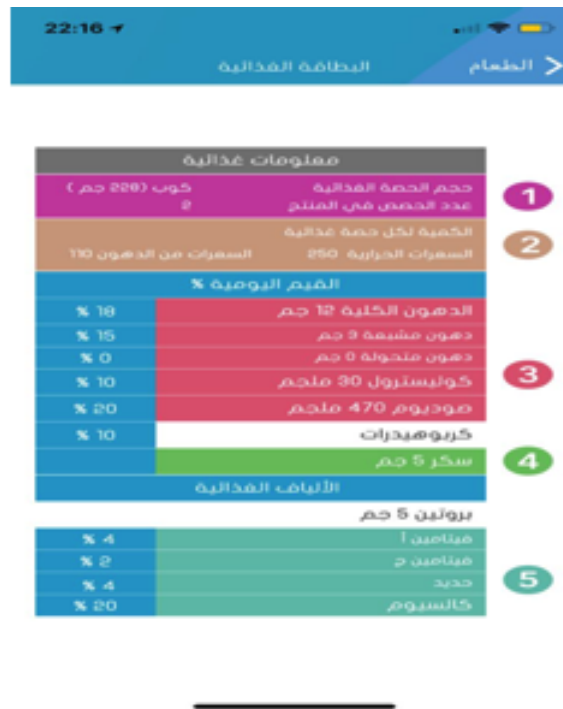 22:16
الطعام
البطاقة الغذائية
معلومات غذائية
حجم الحصة الغذائية كوب (228 جم )
عدد الحصص في المنتج 2
1
الكمية لكل حصة غذائية
السعرات الحرارية 250 السعرات من الدهون 110
2
القيم اليومية %
الدهون الكلية 12 جم 18 %
دهون مشبعة 3 جم 15 %
دهون متحولة 0 جم 0 %
كوليسترول 30 ملجم 10 %
صوديوم 470 ملجم 20 %
3
كربوهيدرات 10 %
سكر 5 جم
4
الألياف الغذائية
بروتين 5 جم
فيتامين أ 4 %
فيتامين ج 2 %
حديد 4 %
كالسيوم 20 %
5